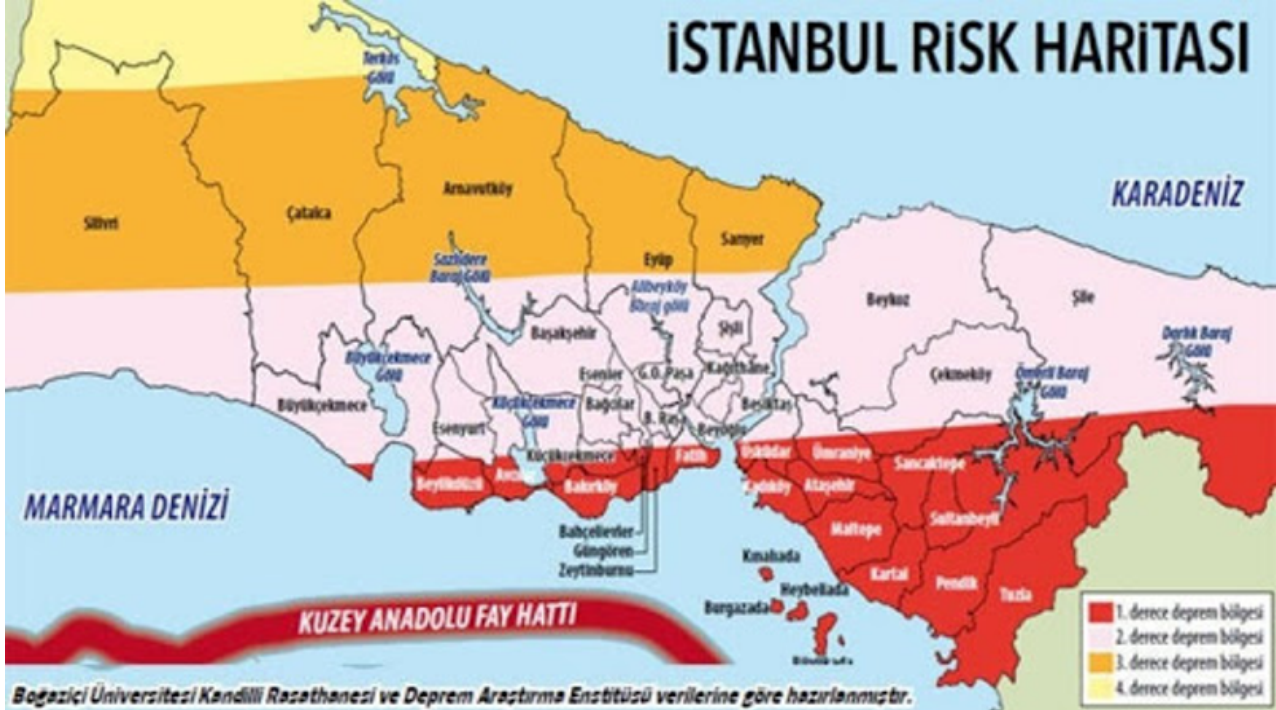 İSTANBUL RİSK HARİTASI
Terkos
Gölü
KARADENİZ
Silivri
Çatalca
Arnavutköy
Eyüp
Sarıyer
Sazlıdere
Baraj Gölü
Alibeyköy
Baraj gölü
Beykoz
Şile
Başakşehir
Şişli
Darlık Baraj
Gölü
Büyükçekmece
Gölü
Esenler
G.O. Paşa
Kağıthane
Çekmeköy
Ömerli Baraj
Gölü
Büyükçekmece
Küçükçekmece
Gölü
Bağcılar
Beşiktaş
Esenyurt
Beyoğlu
Küçükçekmece
Fatih
Üsküdar
Ümraniye
Sancaktepe
Beylikdüzü
Bakırköy
Kadıköy
Ataşehir
MARMARA DENİZİ
Maltepe
Sultanbeyli
Bahçelievler
Güngören
Zeytinburnu
Kınalıada
Kartal
Pendik
Tuzla
Heybeliada
Burgazada
KUZEY ANADOLU FAY HATTI
1. derece deprem bölgesi
2. derece deprem bölgesi
3. derece deprem bölgesi
4. derece deprem bölgesi
Boğaziçi Üniversitesi Kandilli Rasathanesi ve Deprem Araştırma Enstitüsü verilerine göre hazırlanmıştır.